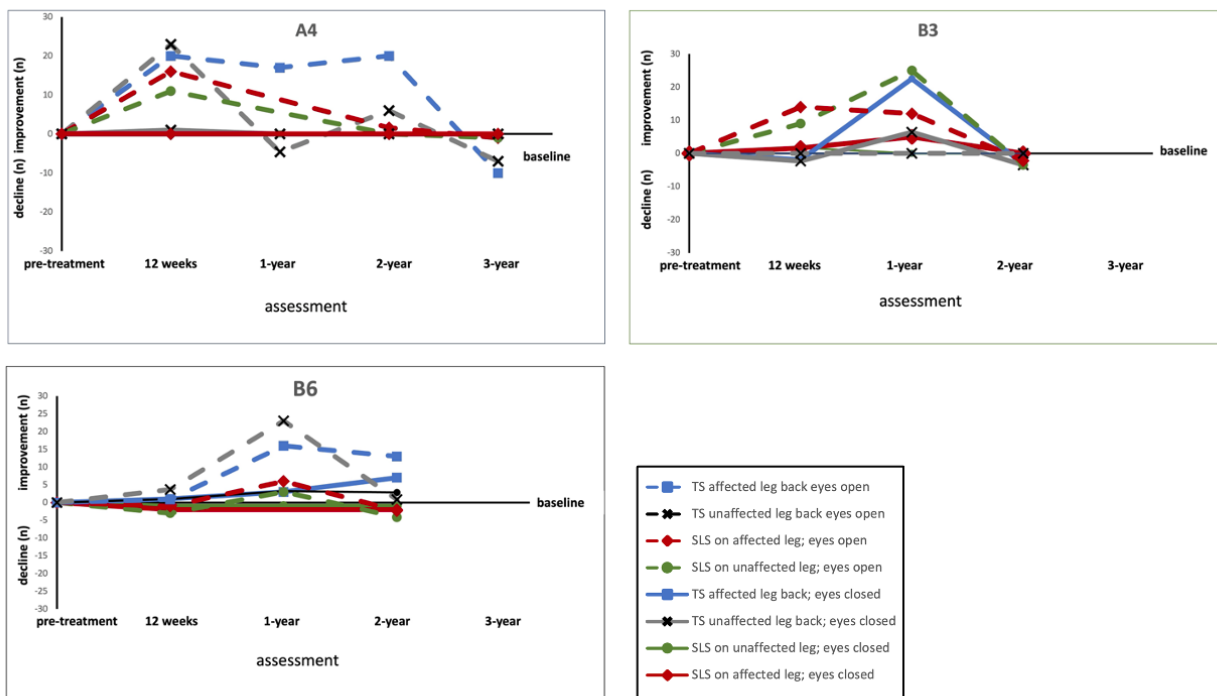 A4
improvement (n)
decline (n)
30
20
10
0
-10
-20
-30
baseline
pre-treatment 12 weeks 1-year 2-year 3-year
assessment
B3
improvement (n)
decline (n)
30
20
10
0
-10
-20
-30
baseline
pre-treatment 12 weeks 1-year 2-year 3-year
assessment
B6
improvement (n)
decline (n)
30
25
20
15
10
5
0
-5
-10
-15
-20
-25
-30
baseline
pre-treatment 12 weeks 1-year 2-year 3-year
assessment
TS affected leg back eyes open
TS unaffected leg back eyes open
SLS on affected leg; eyes open
SLS on unaffected leg; eyes open
TS affected leg back; eyes closed
TS unaffected leg back; eyes closed
SLS on unaffected leg; eyes closed
SLS on affected leg; eyes closed